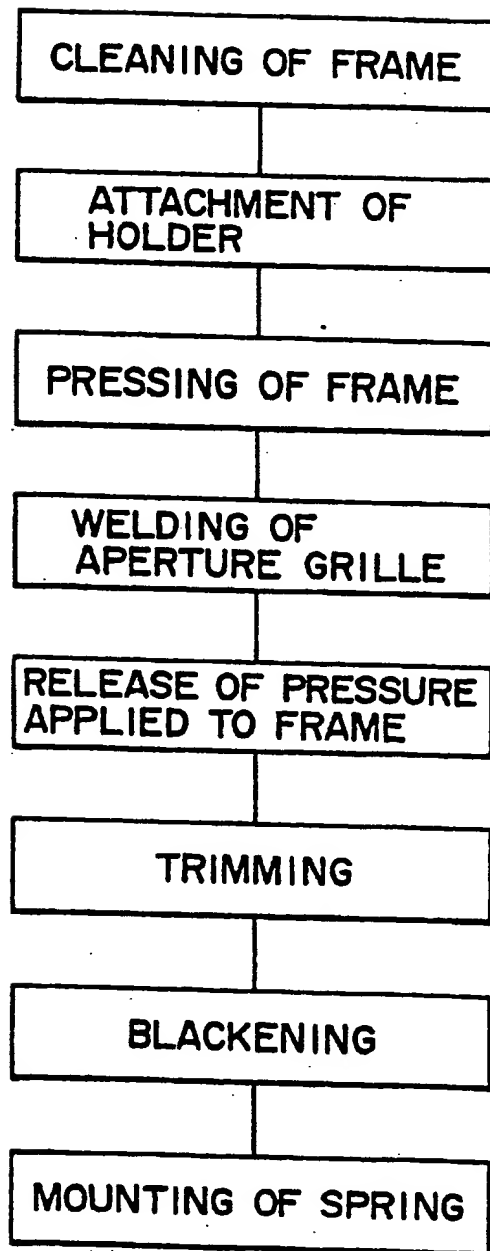 CLEANING OF FRAME
ATTACHMENT OF
HOLDER
PRESSING OF FRAME
WELDING OF
APERTURE GRILLE
RELEASE OF PRESSURE
APPLIED TO FRAME
TRIMMING
BLACKENING
MOUNTING OF SPRING